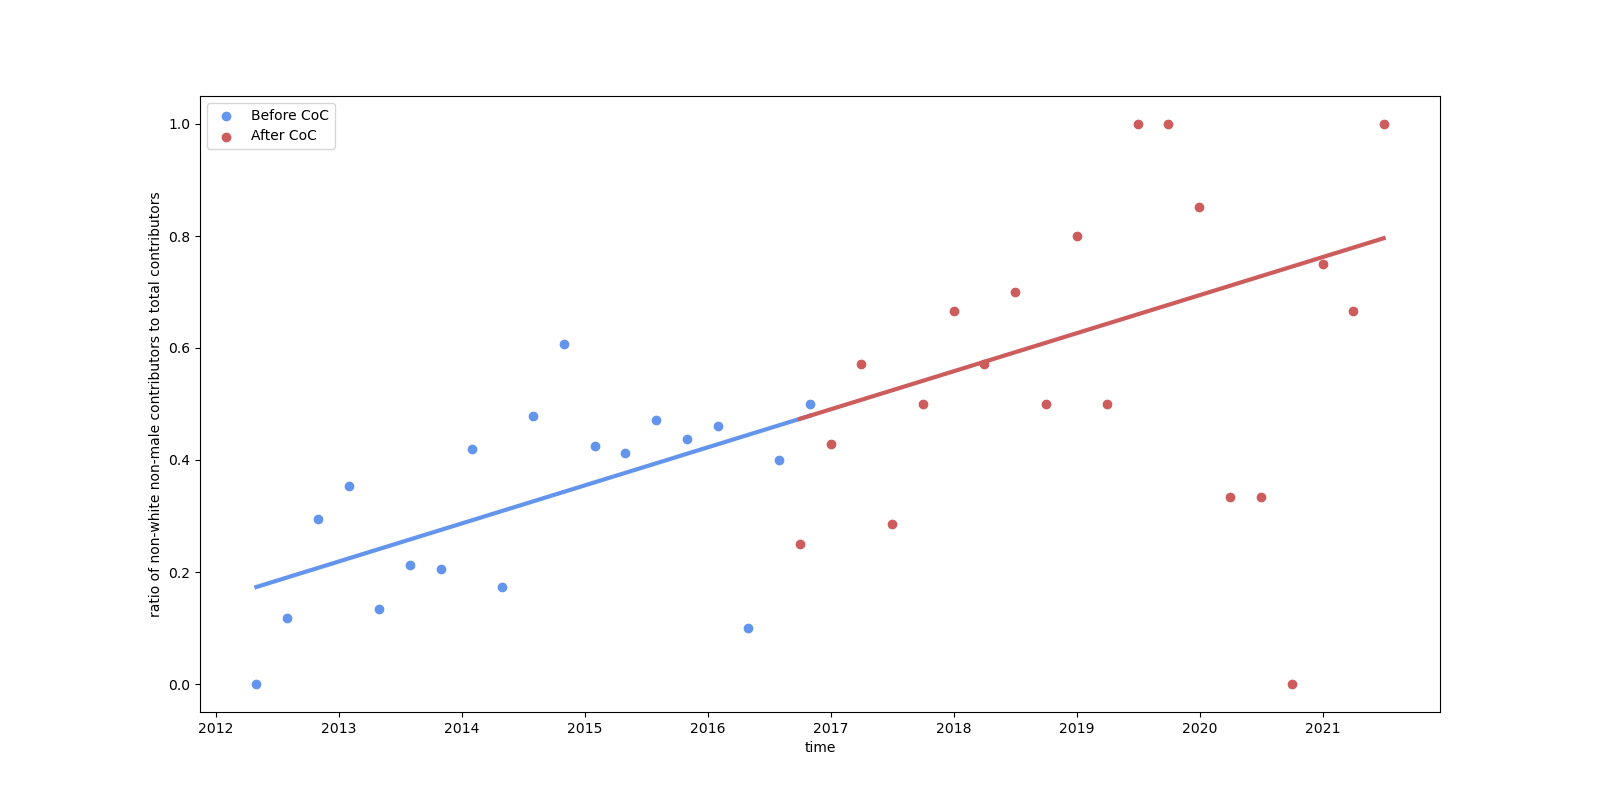 Before CoC
After CoC
1.0
0.8
0.6
0.4
0.2
0.0
ratio of non-white non-male contributors to total contributors
2012 2013 2014 2015 2016 2017 2018 2019 2020 2021
time